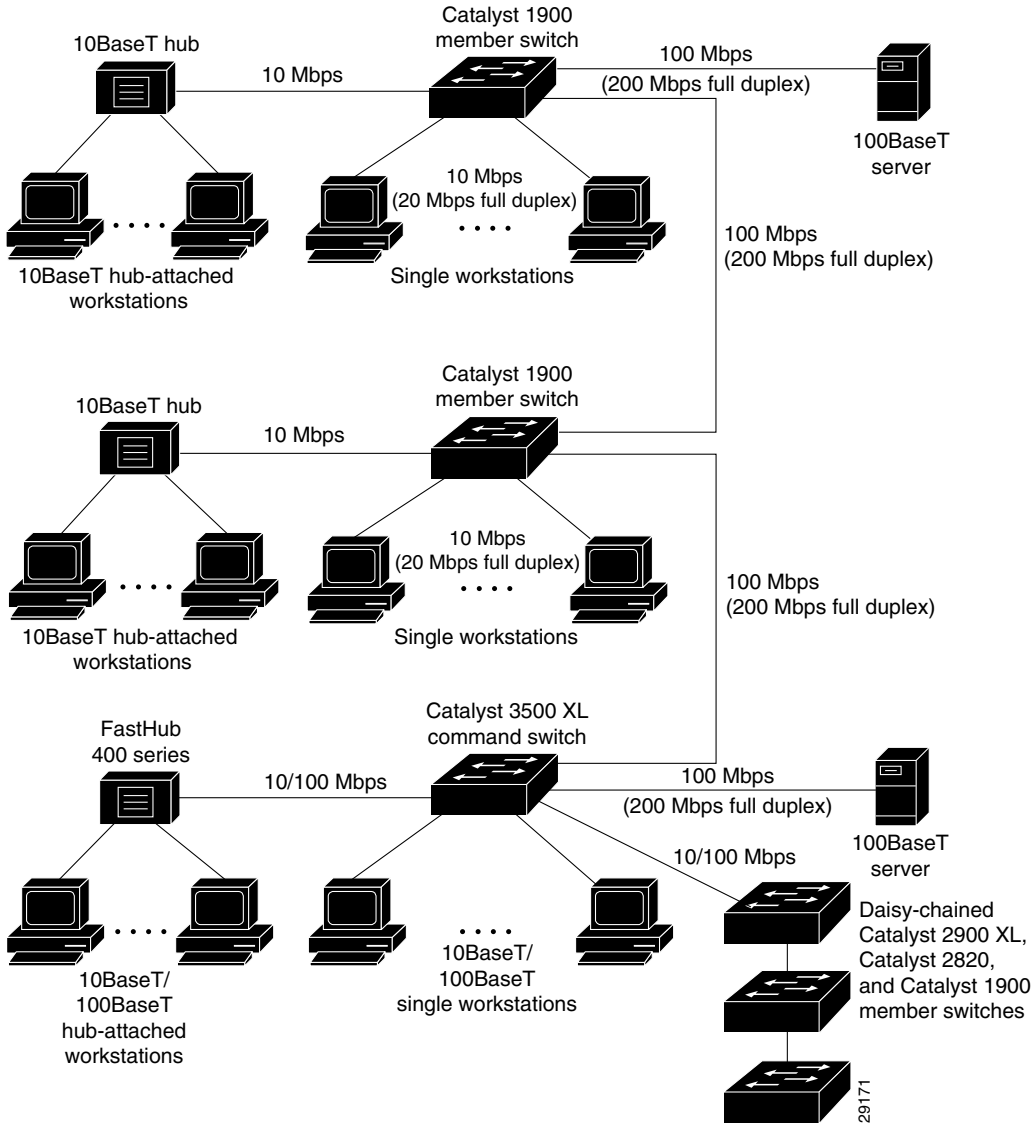 Catalyst 1900
member switch
10BaseT hub
10 Mbps
100 Mbps
(200 Mbps full duplex)
100BaseT
server
10 Mbps
(20 Mbps full duplex)
10BaseT hub-attached
workstations
Single workstations
100 Mbps
(200 Mbps full duplex)
Catalyst 1900
member switch
10BaseT hub
10 Mbps
10 Mbps
(20 Mbps full duplex)
10BaseT hub-attached
workstations
Single workstations
100 Mbps
(200 Mbps full duplex)
FastHub
400 series
Catalyst 3500 XL
command switch
10/100 Mbps
100 Mbps
(200 Mbps full duplex)
100BaseT
server
10/100 Mbps
10BaseT/
100BaseT
hub-attached
workstations
10BaseT/
100BaseT
single workstations
Daisy-chained
Catalyst 2900 XL,
Catalyst 2820,
and Catalyst 1900
member switches
29171